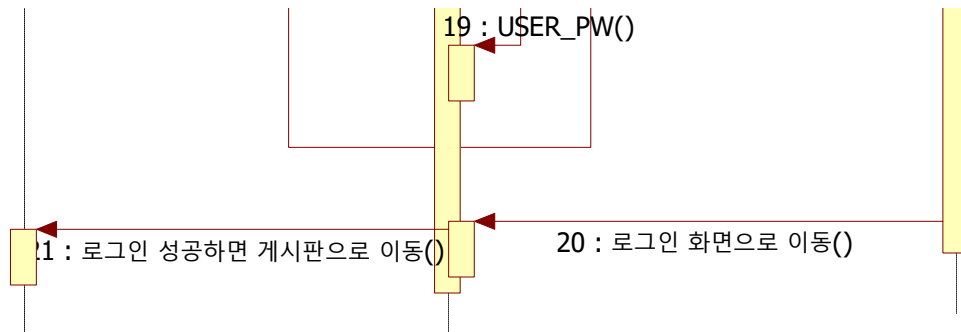 19 : USER_PW()
20 : 로그인 화면으로 이동()
21 : 로그인 성공하면 게시판으로 이동()